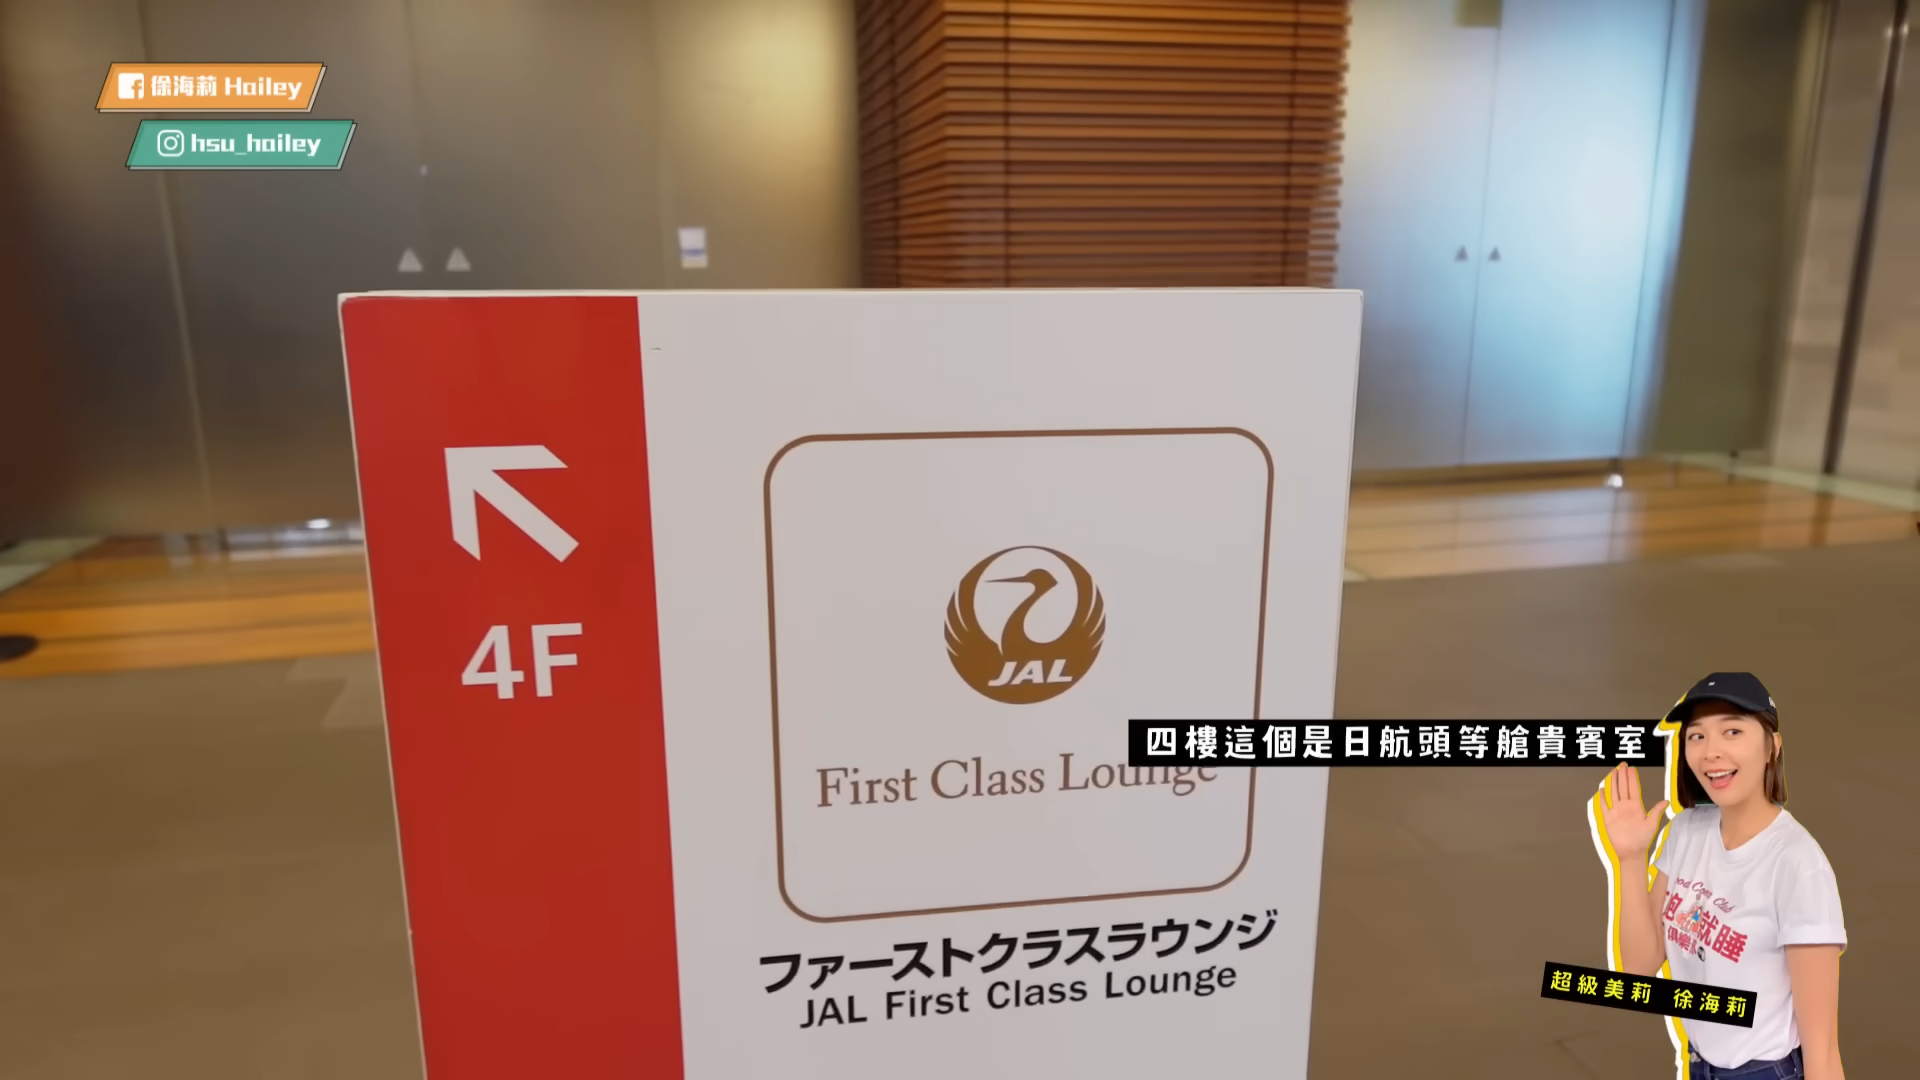 徐海莉 Hailey
hsu_hailey
4F
JAL
四樓這個是日航頭等艙貴賓室
First Class Lounge
ファーストクラスラウンジ
JAL First Class Lounge
超級美莉 徐海莉